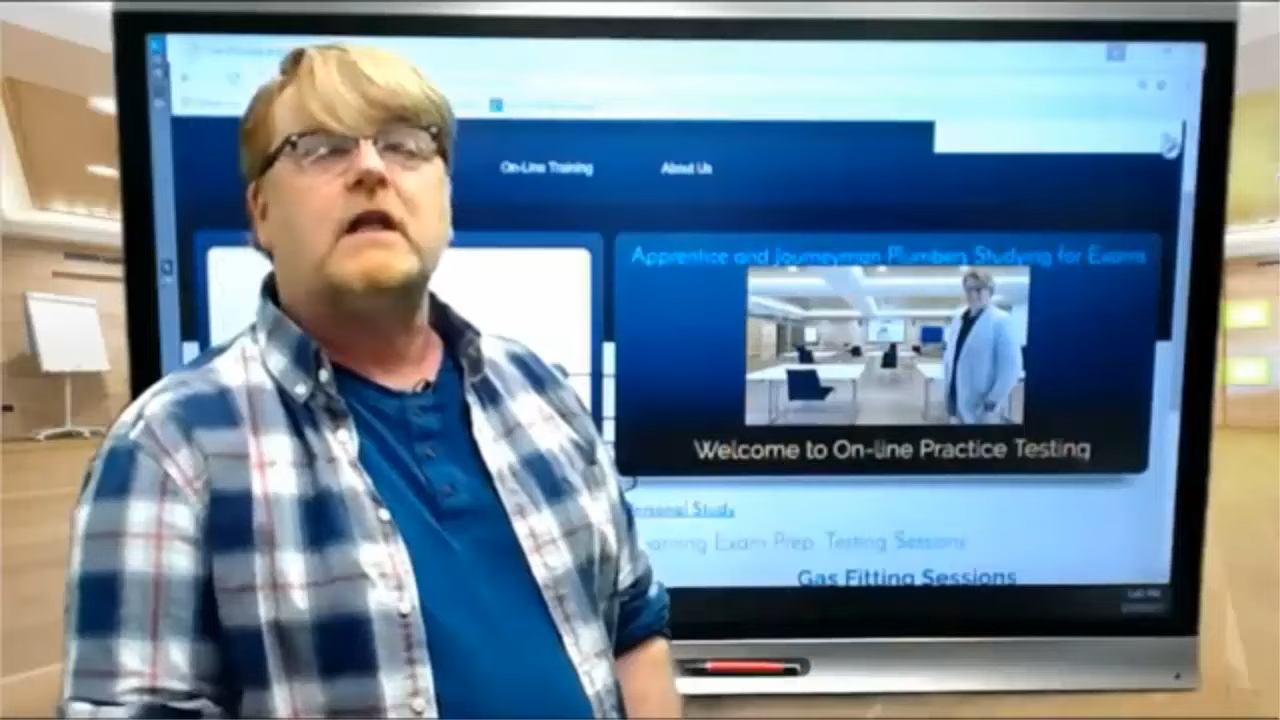 On-Line Training
About Us
Apprentice and Journeyman Plumbers Studying for Exams
Welcome to On-line Practice Testing
Personal Study
Exam Prep Testing Sessions
Gas Fitting Sessions